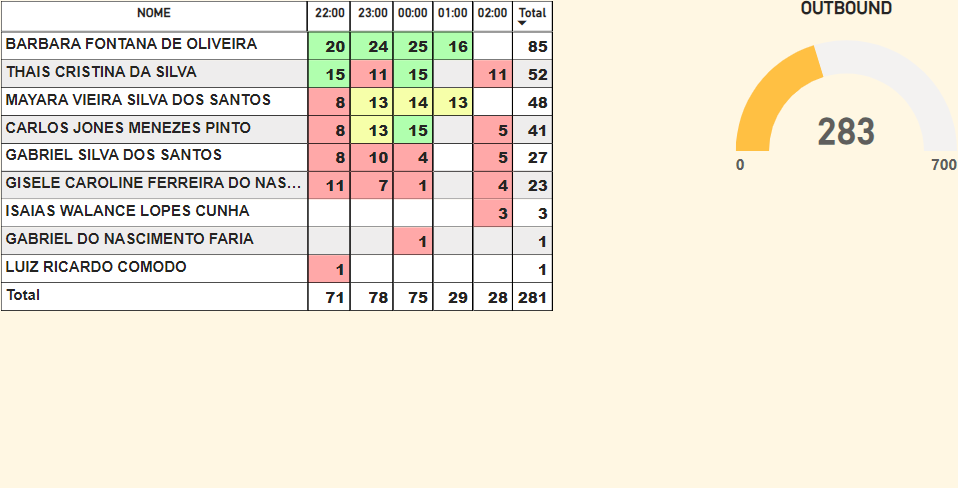 NOME 22:00 23:00 00:00 01:00 02:00 Total
BARBARA FONTANA DE OLIVEIRA 20 24 25 16 85
THAIS CRISTINA DA SILVA 15 11 15 11 52
MAYARA VIEIRA SILVA DOS SANTOS 8 13 14 13 48
CARLOS JONES MENEZES PINTO 8 13 15 5 41
GABRIEL SILVA DOS SANTOS 8 10 4 5 27
GISELE CAROLINE FERREIRA DO NAS... 11 7 1 4 23
ISAIAS WALANCE LOPES CUNHA 3 3
GABRIEL DO NASCIMENTO FARIA 1 1
LUIZ RICARDO COMODO 1 1
Total 71 78 75 29 28 281
OUTBOUND
283
0 700